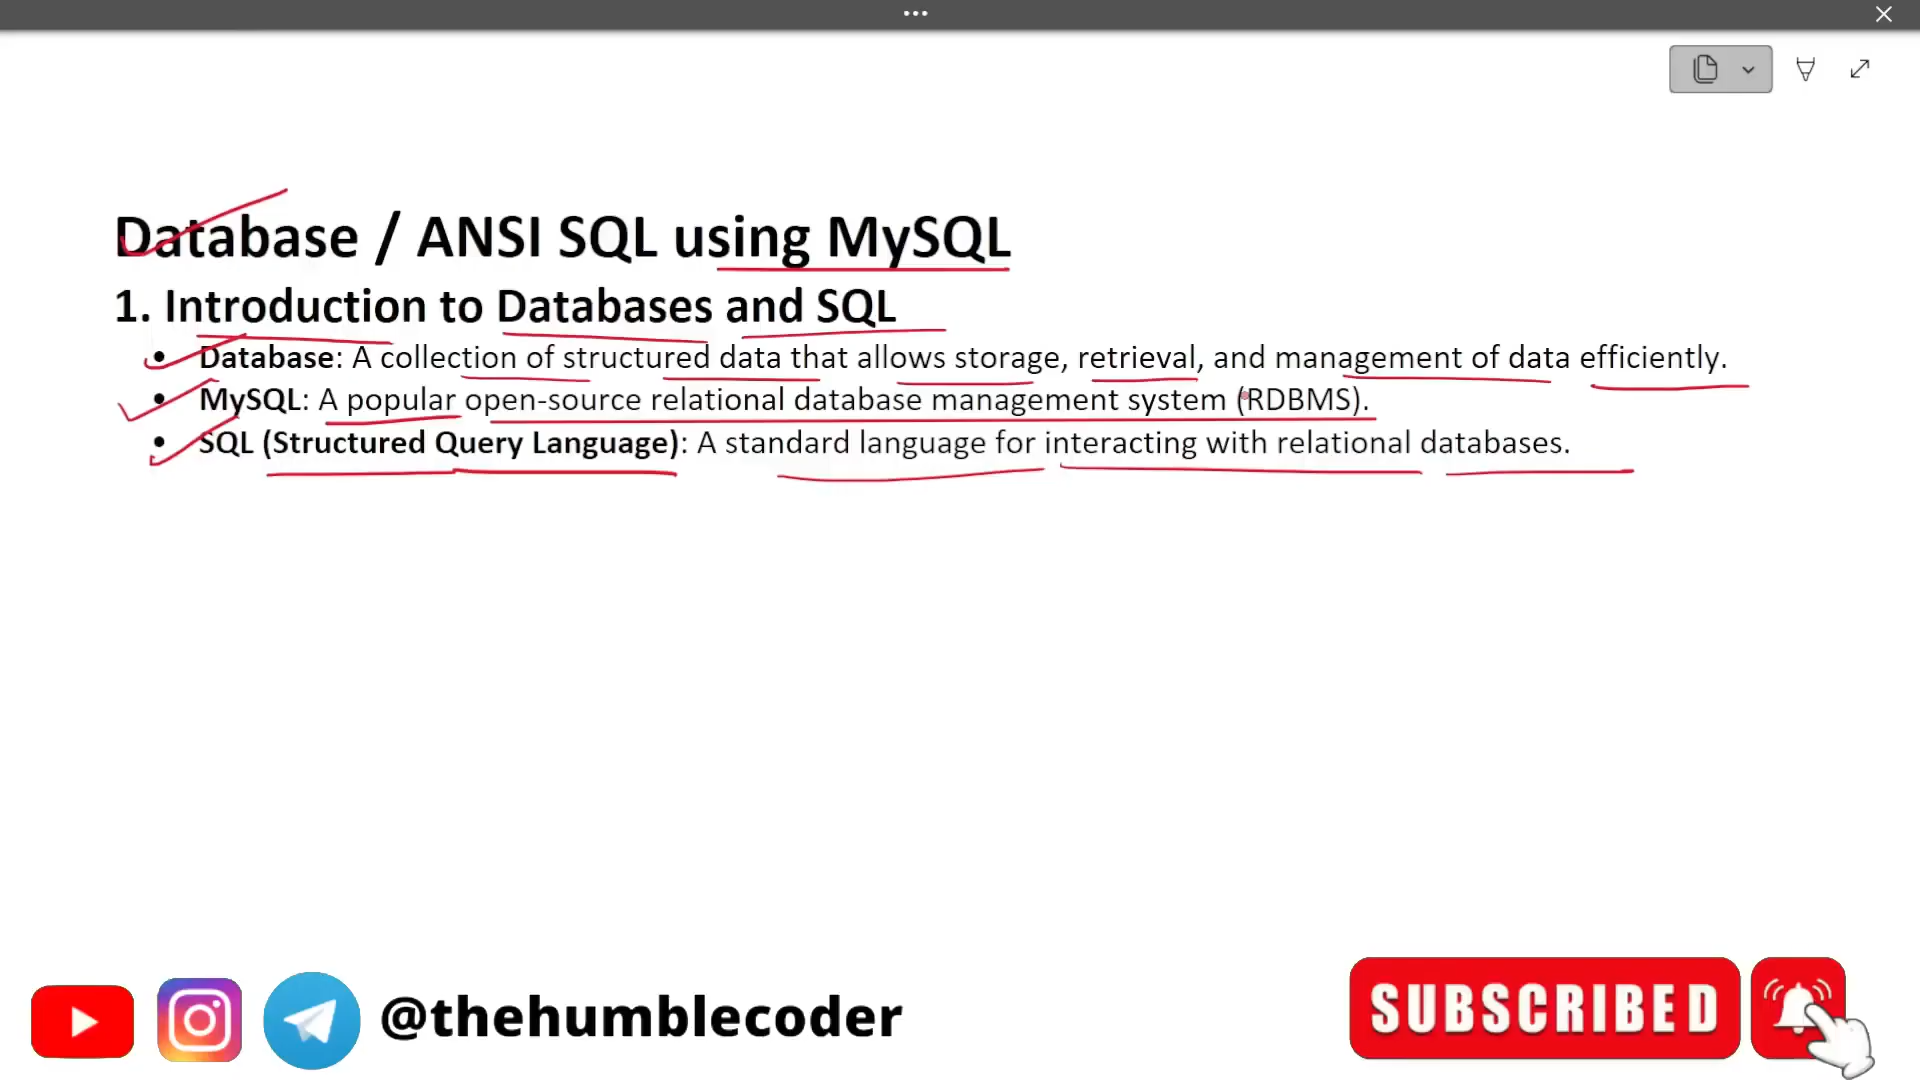 Database / ANSI SQL using MySQL
1. Introduction to Databases and SQL
• Database: A collection of structured data that allows storage, retrieval, and management of data efficiently.
• MySQL: A popular open-source relational database management system (RDBMS).
• SQL (Structured Query Language): A standard language for interacting with relational databases.
@thehumblecoder
SUBSCRIBED